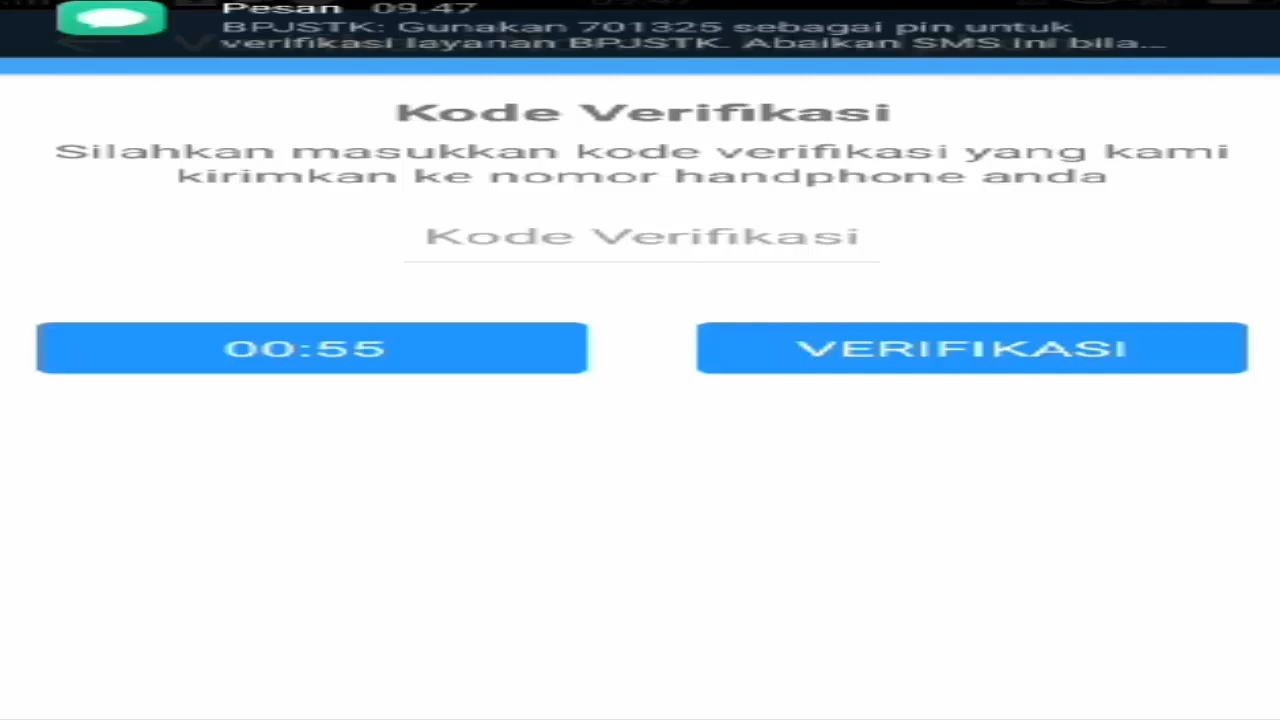 Pesan 09.47
BPJSTK: Gunakan 701325 sebagai pin untuk
verifikasi layanan BPJSTK. Abaikan SMS ini bila...
Kode Verifikasi
Silahkan masukkan kode verifikasi yang kami
kirimkan ke nomor handphone anda
Kode Verifikasi
00:55
VERIFIKASI